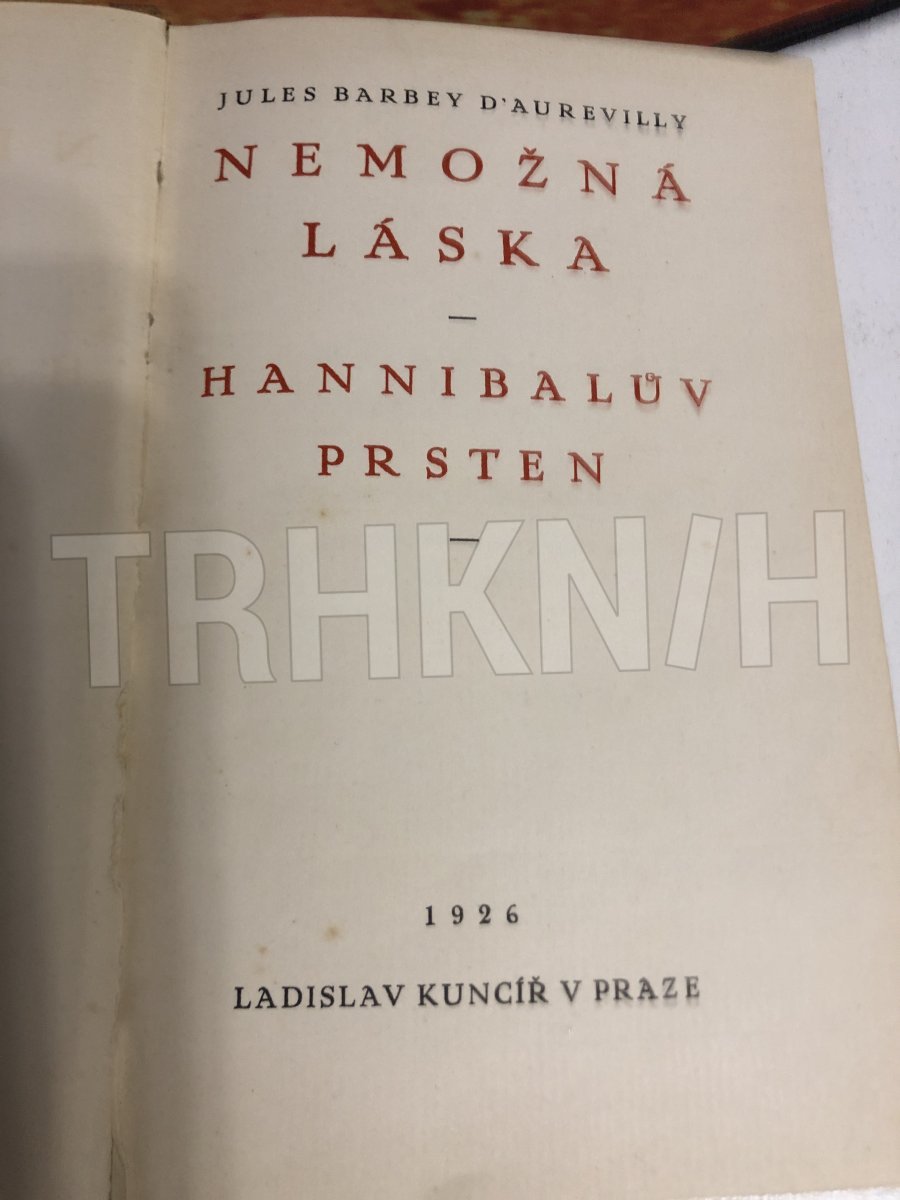 JULES BARBEY D'AUREVILLY
NEMOŽNÁ
LÁSKA
—
HANNIBALŮV
PRSTEN
—
TRHKNIH
1926
LADISLAV KUNCÍŘ V PRAZE